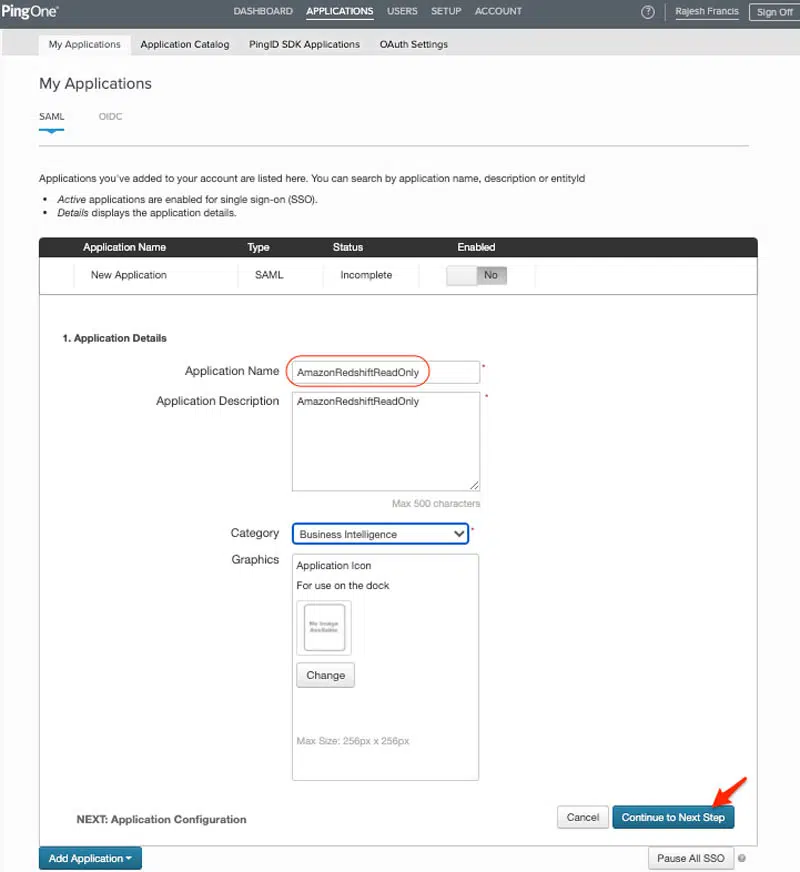 PingOne
DASHBOARD APPLICATIONS USERS SETUP ACCOUNT ? Rajesh Francis Sign Off
My Applications Application Catalog PingID SDK Applications OAuth Settings
My Applications
SAML OIDC
Applications you've added to your account are listed here. You can search by application name, description or entityId
• Active applications are enabled for single sign-on (SSO).
• Details displays the application details.
Application Name Type Status Enabled
New Application SAML Incomplete No
1. Application Details
Application Name AmazonRedshiftReadOnly *
Application Description AmazonRedshiftReadOnly *
Max 500 characters
Category Business Intelligence *
Graphics Application Icon
For use on the dock
No Image
Available
Change
Max Size: 256px x 256px
NEXT: Application Configuration Cancel Continue to Next Step
Add Application Pause All SSO ?